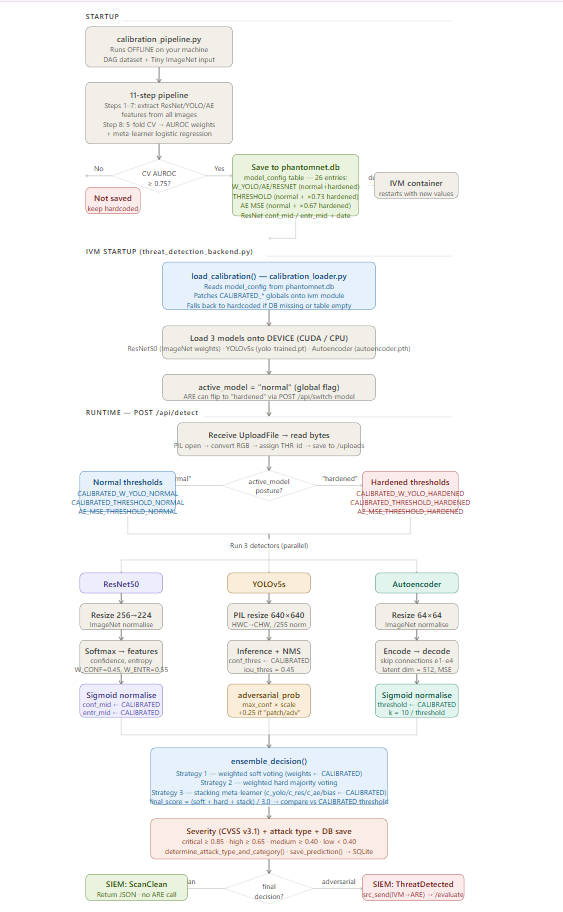 STARTUP
calibration_pipeline.py
Runs OFFLINE on your machine
DAG dataset + Tiny ImageNet input
11-step pipeline
Steps 1-7: extract ResNet/YOLO/AE
features from all images
Step 8: 5-fold CV → AUROC weights
+ meta-learner logistic regression
No
CV AUROC
≥ 0.75?
Yes
Not saved
keep hardcoded
Save to phantomnet.db
model_config table — 26 entries:
W_YOLO/AE/RESNET (normal+hardened)
THRESHOLD (normal + ×0.73 hardened)
AE MSE (normal + ×0.67 hardened)
ResNet conf_mid / entr_mid + date
IVM container
restarts with new values
IVM STARTUP (threat_detection_backend.py)
load_calibration() — calibration_loader.py
Reads model_config from phantomnet.db
Patches CALIBRATED_* globals onto ivm module
Falls back to hardcoded if DB missing or table empty
Load 3 models onto DEVICE (CUDA / CPU)
ResNet50 (ImageNet weights) · YOLOv5s (yolo-trained.pt) · Autoencoder (autoencoder.pth)
active_model = "normal" (global flag)
ARE can flip to "hardened" via POST /api/switch-model
RUNTIME — POST /api/detect
Receive UploadFile → read bytes
PIL open → convert RGB → assign THR-id → save to /uploads
Normal thresholds
CALIBRATED_W_YOLO_NORMAL
CALIBRATED_THRESHOLD_NORMAL
AE_MSE_THRESHOLD_NORMAL
active_model
posture?
"hardened"
Hardened thresholds
CALIBRATED_W_YOLO_HARDENED
CALIBRATED_THRESHOLD_HARDENED
AE_MSE_THRESHOLD_HARDENED
Run 3 detectors (parallel)
ResNet50
YOLOv5s
Autoencoder
Resize 256→224
ImageNet normalise
PIL resize 640×640
HWC→CHW, /255 norm
Resize 64×64
ImageNet normalise
Softmax → features
confidence, entropy
W_CONF=0.45, W_ENTR=0.55
Inference + NMS
conf_thres ← CALIBRATED
iou_thres = 0.45
Encode → decode
skip connections e1-e4
latent dim = 512, MSE
Sigmoid normalise
conf_mid ← CALIBRATED
entr_mid ← CALIBRATED
adversarial_prob
max_conf × scale
+0.25 if "patch/adv"
Sigmoid normalise
threshold ← CALIBRATED
k = 10 / threshold
ensemble_decision()
Strategy 1 — weighted soft voting (weights ← CALIBRATED)
Strategy 2 — weighted hard majority voting
Strategy 3 — stacking meta-learner (c_yolo/c_res/c_ae/bias ← CALIBRATED)
final_score = (soft + hard + stack) / 3.0 → compare vs CALIBRATED threshold
Severity (CVSS v3.1) + attack type + DB save
critical ≥ 0.85 · high ≥ 0.65 · medium ≥ 0.40 · low < 0.40
determine_attack_type_and_category() · save_prediction() → SQLite
SIEM: ScanClean
Return JSON · no ARE call
final
decision?
adversarial
SIEM: ThreatDetected
src_send(IVM→ARE) → /evaluate